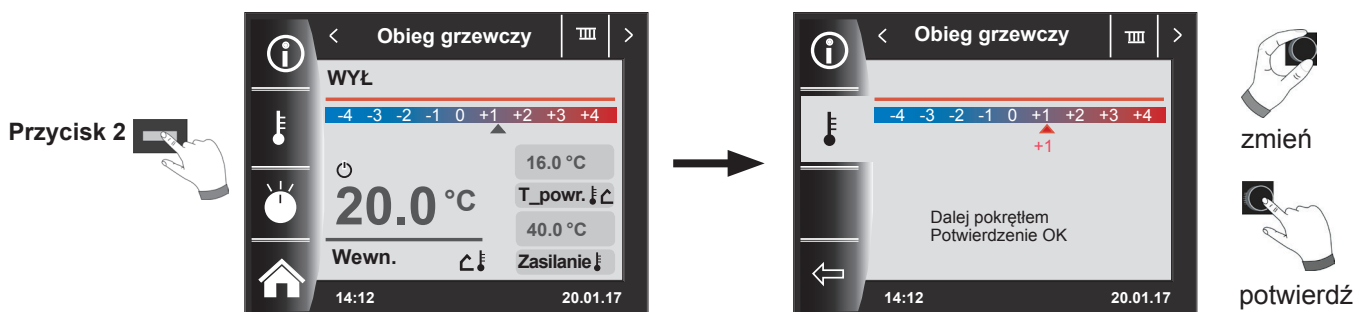 Przycisk 2
< Obieg grzewczy >
WYŁ
-4 -3 -2 -1 0 +1 +2 +3 +4
16.0 °C
20.0 °C
T_powr.
40.0 °C
Wewn.
Zasilanie
14:12 20.01.17
< Obieg grzewczy >
-4 -3 -2 -1 0 +1 +2 +3 +4
+1
Dalej pokrętłem
Potwierdzenie OK
14:12 20.01.17
zmień
potwierdź